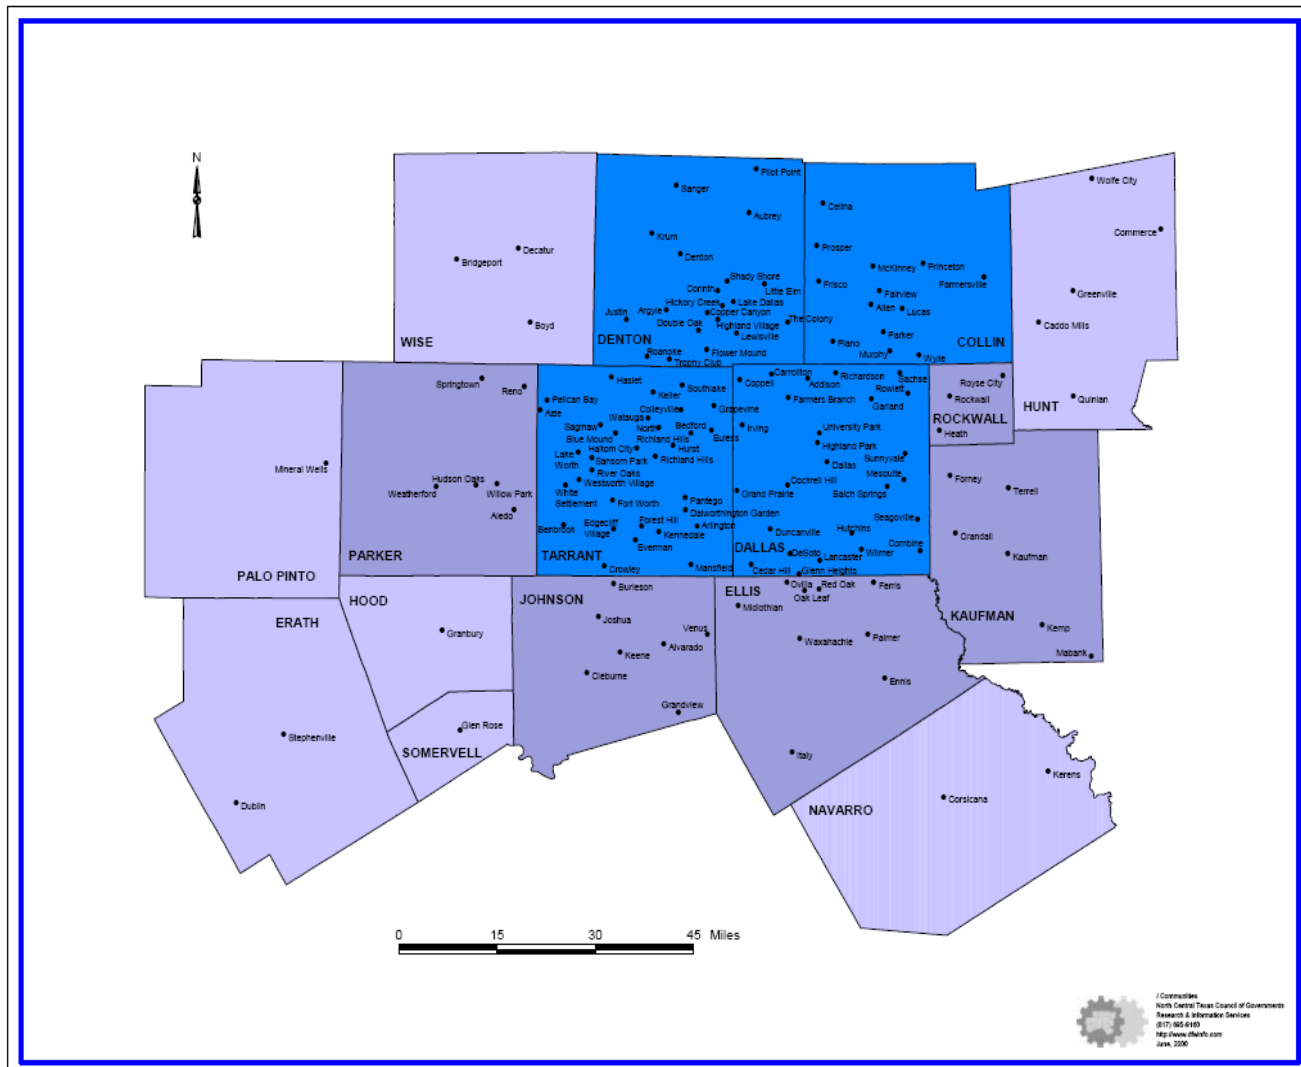 N
Pilot Point
Sanger
Wolfe City
Celina
Aubrey
Commerce
Krum
Decatur
Prosper
Bridgeport
Denton
McKinney
Princeton
Shady Shore
Farmersville
Frisco
Corinth
Little Elm
Fairview
Greenville
Hickory Creek
Lake Dallas
Allen
Lucas
Justin
Argyle
Copper Canyon
The Colony
Boyd
Double Oak
Highland Village
Caddo Mills
Lewisville
Parker
WISE
DENTON
Plano
COLLIN
Roanoke
Flower Mound
Murphy
Wylie
Trophy Club
Springtown
Reno
Haslet
Southlake
Coppell
Carrollton
Addison
Richardson
Sachse
Royse City
Keller
Rowlett
Pelican Bay
Farmers Branch
Garland
Rockwall
Quinlan
Azle
Colleyville
Grapevine
HUNT
Watauga
ROCKWALL
Saginaw
North
Richland Hills
Bedford
Euless
Irving
University Park
Heath
Blue Mound
Haltom City
Hurst
Highland Park
Lake
Worth
Sansom Park
Richland Hills
Dallas
Sunnyvale
Mineral Wells
River Oaks
Mesquite
Hudson Oaks
Westworth Village
Cockrell Hill
Forney
Weatherford
Willow Park
White
Settlement
Grand Prairie
Balch Springs
Terrell
Fort Worth
Pantego
Aledo
Dalworthington Garden
Seagoville
Benbrook
Edgecliff
Village
Forest Hill
Arlington
Duncanville
Hutchins
Crandall
Kennedale
Everman
PARKER
TARRANT
DALLAS
DeSoto
Lancaster
Wilmer
Combine
Kaufman
Crowley
Mansfield
Cedar Hill
Glenn Heights
PALO PINTO
Burleson
Ovilla
Red Oak
Ferris
Oak Leaf
HOOD
JOHNSON
ELLIS
Midlothian
ERATH
Joshua
KAUFMAN
Granbury
Venus
Waxahachie
Palmer
Kemp
Alvarado
Keene
Mabank
Cleburne
Ennis
Grandview
Glen Rose
Stephenville
SOMERVELL
Italy
Kerens
Dublin
Corsicana
NAVARRO
0 15 30 45 Miles
/ Communities
North Central Texas Council of Governments
Research & Information Services
(817) 695-9160
http://www.dfwinfo.com
June, 2000